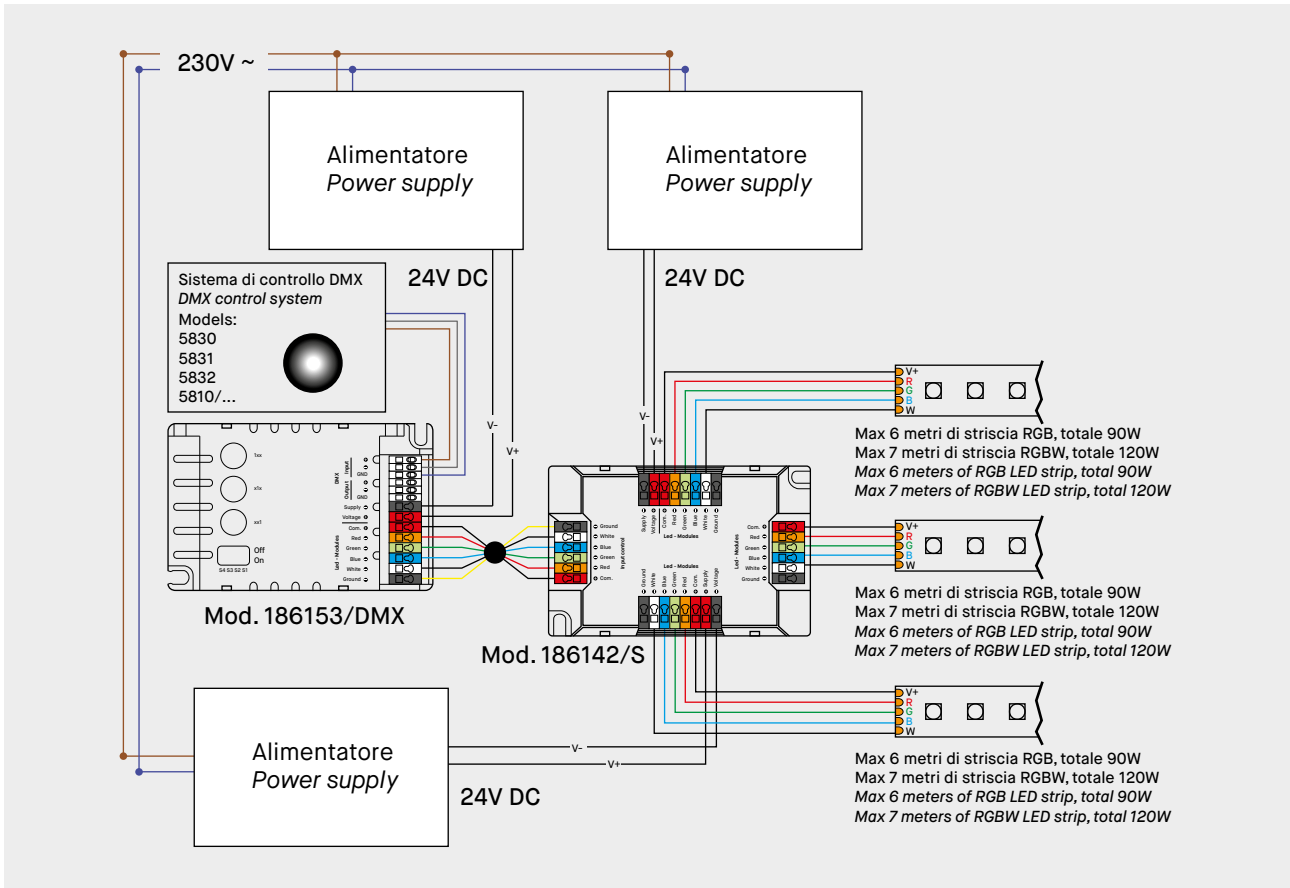 230V ~
Alimentatore
Power supply
Alimentatore
Power supply
24V DC
24V DC
Sistema di controllo DMX
DMX control system
Models:
5830
5831
5832
5810/...
V-
V+
V-
V+
1xx
x1x
xx1
Off
On
S4 S3 S2 S1
DMX
Input
GND
Output
GND
Supply
Voltage
Led - Modules
Com.
Red
Green
Blue
White
Ground
Mod. 186153/DMX
Input control
Ground
White
Blue
Green
Red
Com.
Supply
Voltage
Com.
Red
Green
Blue
White
Ground
Led - Modules
Led - Modules
Ground
White
Blue
Green
Red
Com.
Supply
Voltage
Led - Modules
Com.
Red
Green
Blue
White
Ground
Mod. 186142/S
V+
R
G
B
W
Max 6 metri di striscia RGB, totale 90W
Max 7 metri di striscia RGBW, totale 120W
Max 6 meters of RGB LED strip, total 90W
Max 7 meters of RGBW LED strip, total 120W
V+
R
G
B
W
Max 6 metri di striscia RGB, totale 90W
Max 7 metri di striscia RGBW, totale 120W
Max 6 meters of RGB LED strip, total 90W
Max 7 meters of RGBW LED strip, total 120W
V+
R
G
B
W
Max 6 metri di striscia RGB, totale 90W
Max 7 metri di striscia RGBW, totale 120W
Max 6 meters of RGB LED strip, total 90W
Max 7 meters of RGBW LED strip, total 120W
Alimentatore
Power supply
V-
V+
24V DC